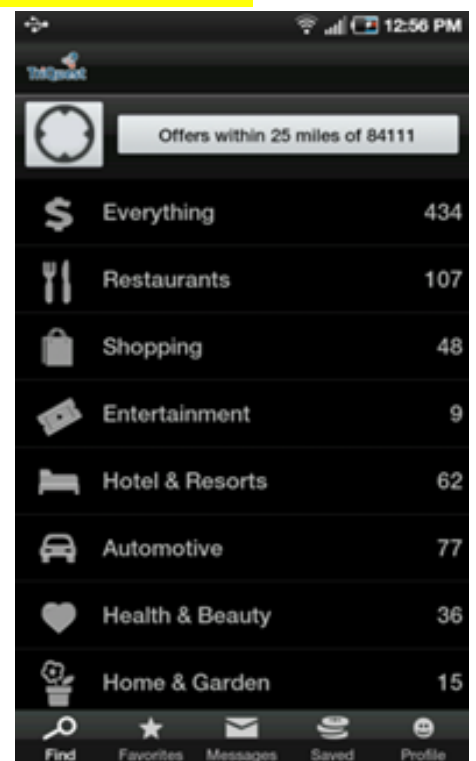 12:56 PM
TriQuest
Offers within 25 miles of 84111
Everything 434
Restaurants 107
Shopping 48
Entertainment 9
Hotel & Resorts 62
Automotive 77
Health & Beauty 36
Home & Garden 15
Find Favorites Messages Saved Profile